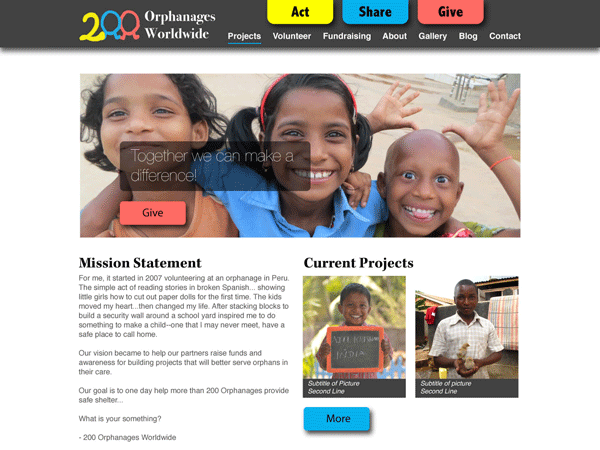 200 Orphanages
Worldwide
Act
Share
Give
Projects Volunteer Fundraising About Gallery Blog Contact
Together we can make a
difference!
Give
Mission Statement
For me, it started in 2007 volunteering at an orphanage in Peru.
The simple act of reading stories in broken Spanish... showing
little girls how to cut out paper dolls for the first time. The kids
moved my heart...then changed my life. After stacking blocks to
build a security wall around a school yard inspired me to do
something to make a child--one that I may never meet, have a
safe place to call home.
Our vision became to help our partners raise funds and
awareness for building projects that will better serve orphans in
their care.
Our goal is to one day help more than 200 Orphanages provide
safe shelter...
What is your something?
- 200 Orphanages Worldwide
Current Projects
Subtitle of Picture
Second Line
Subtitle of picture
Second Line
More